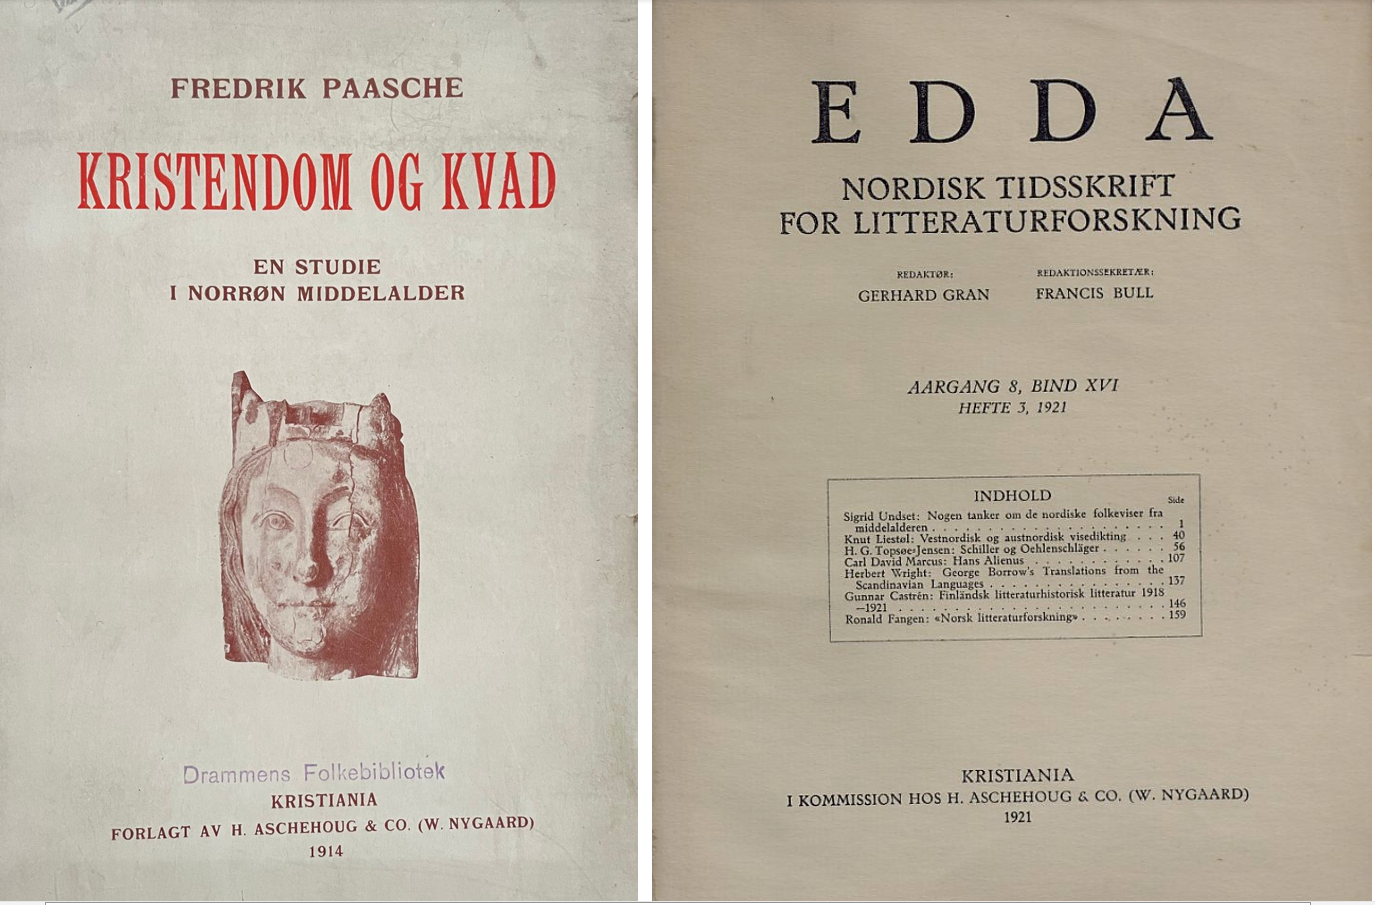 FREDRIK PAASCHE
KRISTENDOM OG KVAD
EN STUDIE
I NORRØN MIDDELALDER
Drammens Folkebibliotek
KRISTIANIA
FORLAGT AV H. ASCHEHOUG & CO. (W. NYGAARD)
1914
EDDA
NORDISK TIDSSKRIFT
FOR LITTERATURFORSKNING
REDAKTØR:
GERHARD GRAN
REDAKTIONSSEKRETÆR:
FRANCIS BULL
AARGANG 8, BIND XVI
HEFTE 3, 1921
INDHOLD
Side
Sigrid Undset: Nogen tanker om de nordiske folkeviser fra
middelalderen . . . . . . . . . . . . . . . . . . . . 1
Knut Liestøl: Vestnordisk og austnordisk visedikting . . . 40
H. G. Topsøe-Jensen: Schiller og Oehlenschläger . . . . . . 56
Carl David Marcus: Hans Alienus . . . . . . . . . . . . 107
Herbert Wright: George Borrow's Translations from the
Scandinavian Languages . . . . . . . . . . . . . . . 137
Gunnar Castrén: Finländsk litteraturhistorisk litteratur 1918
—1921 . . . . . . . . . . . . . . . . . . . . . . . 146
Ronald Fangen: «Norsk litteraturforskning» . . . . . . . . 159
KRISTIANIA
I KOMMISSION HOS H. ASCHEHOUG & CO. (W. NYGAARD)
1921